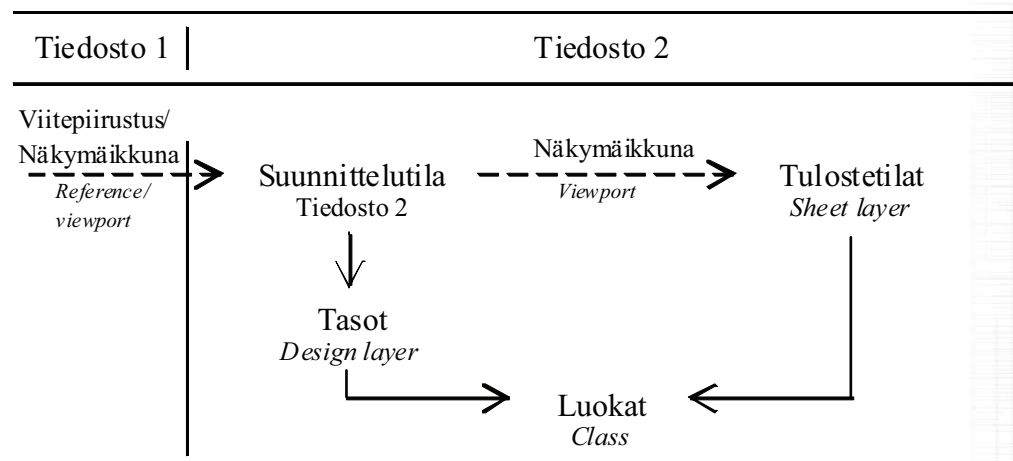 Tiedosto 1
Tiedosto 2
Viitepiirustus/
Näkymäikkuna
Reference/
viewport
Suunnittelutila
Tiedosto 2
Näkymäikkuna
Viewport
Tulostetilat
Sheet layer
Tasot
Design layer
Luokat
Class